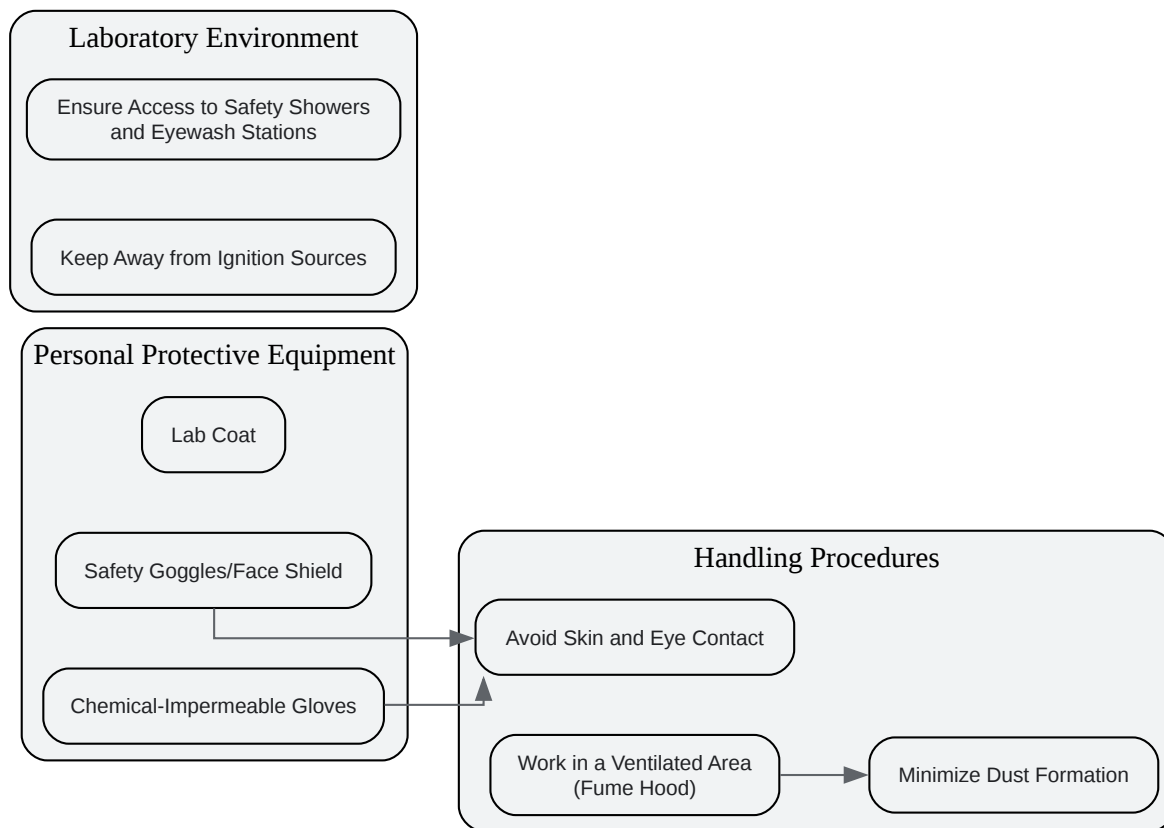 Laboratory Environment
Ensure Access to Safety Showers
and Eyewash Stations
Keep Away from Ignition Sources
Personal Protective Equipment
Lab Coat
Safety Goggles/Face Shield
Chemical-Impermeable Gloves
Handling Procedures
Avoid Skin and Eye Contact
Work in a Ventilated Area
(Fume Hood)
Minimize Dust Formation